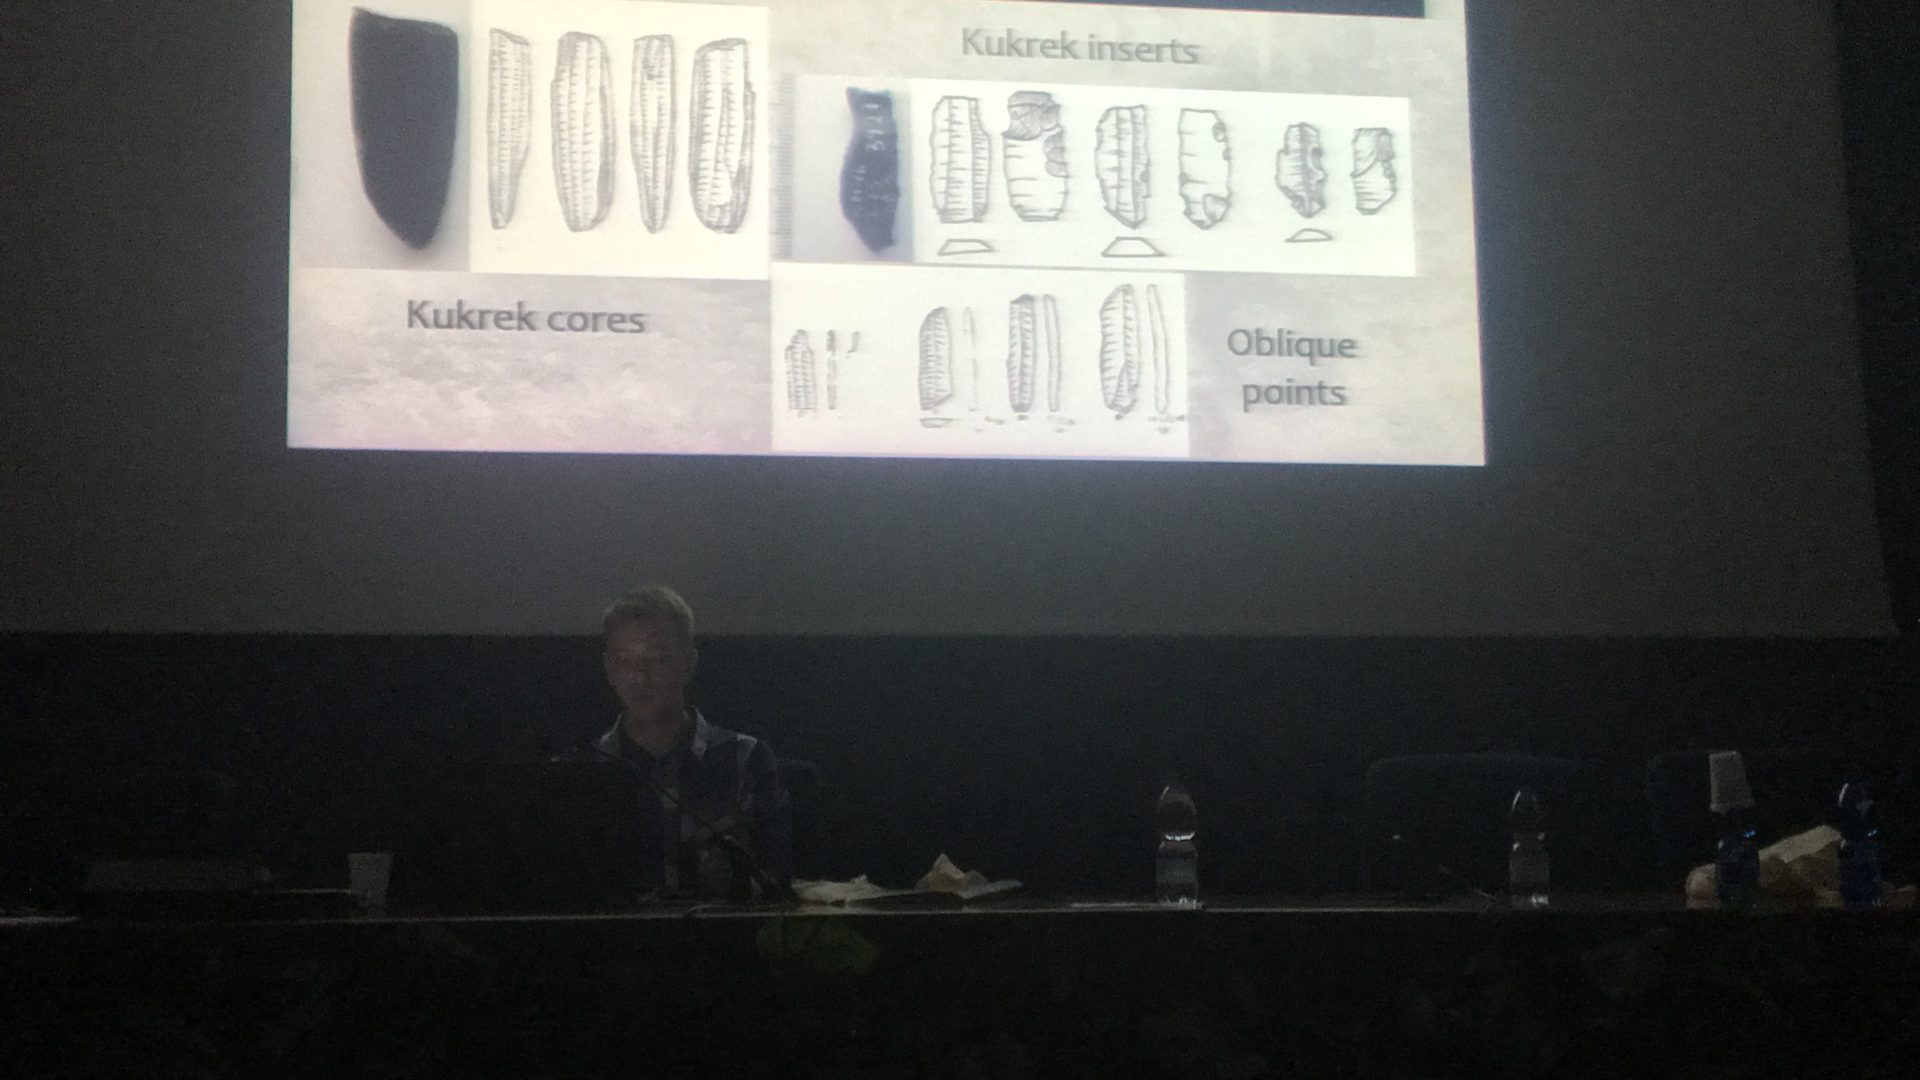 Kukrek inserts
Kukrek cores
Oblique
points